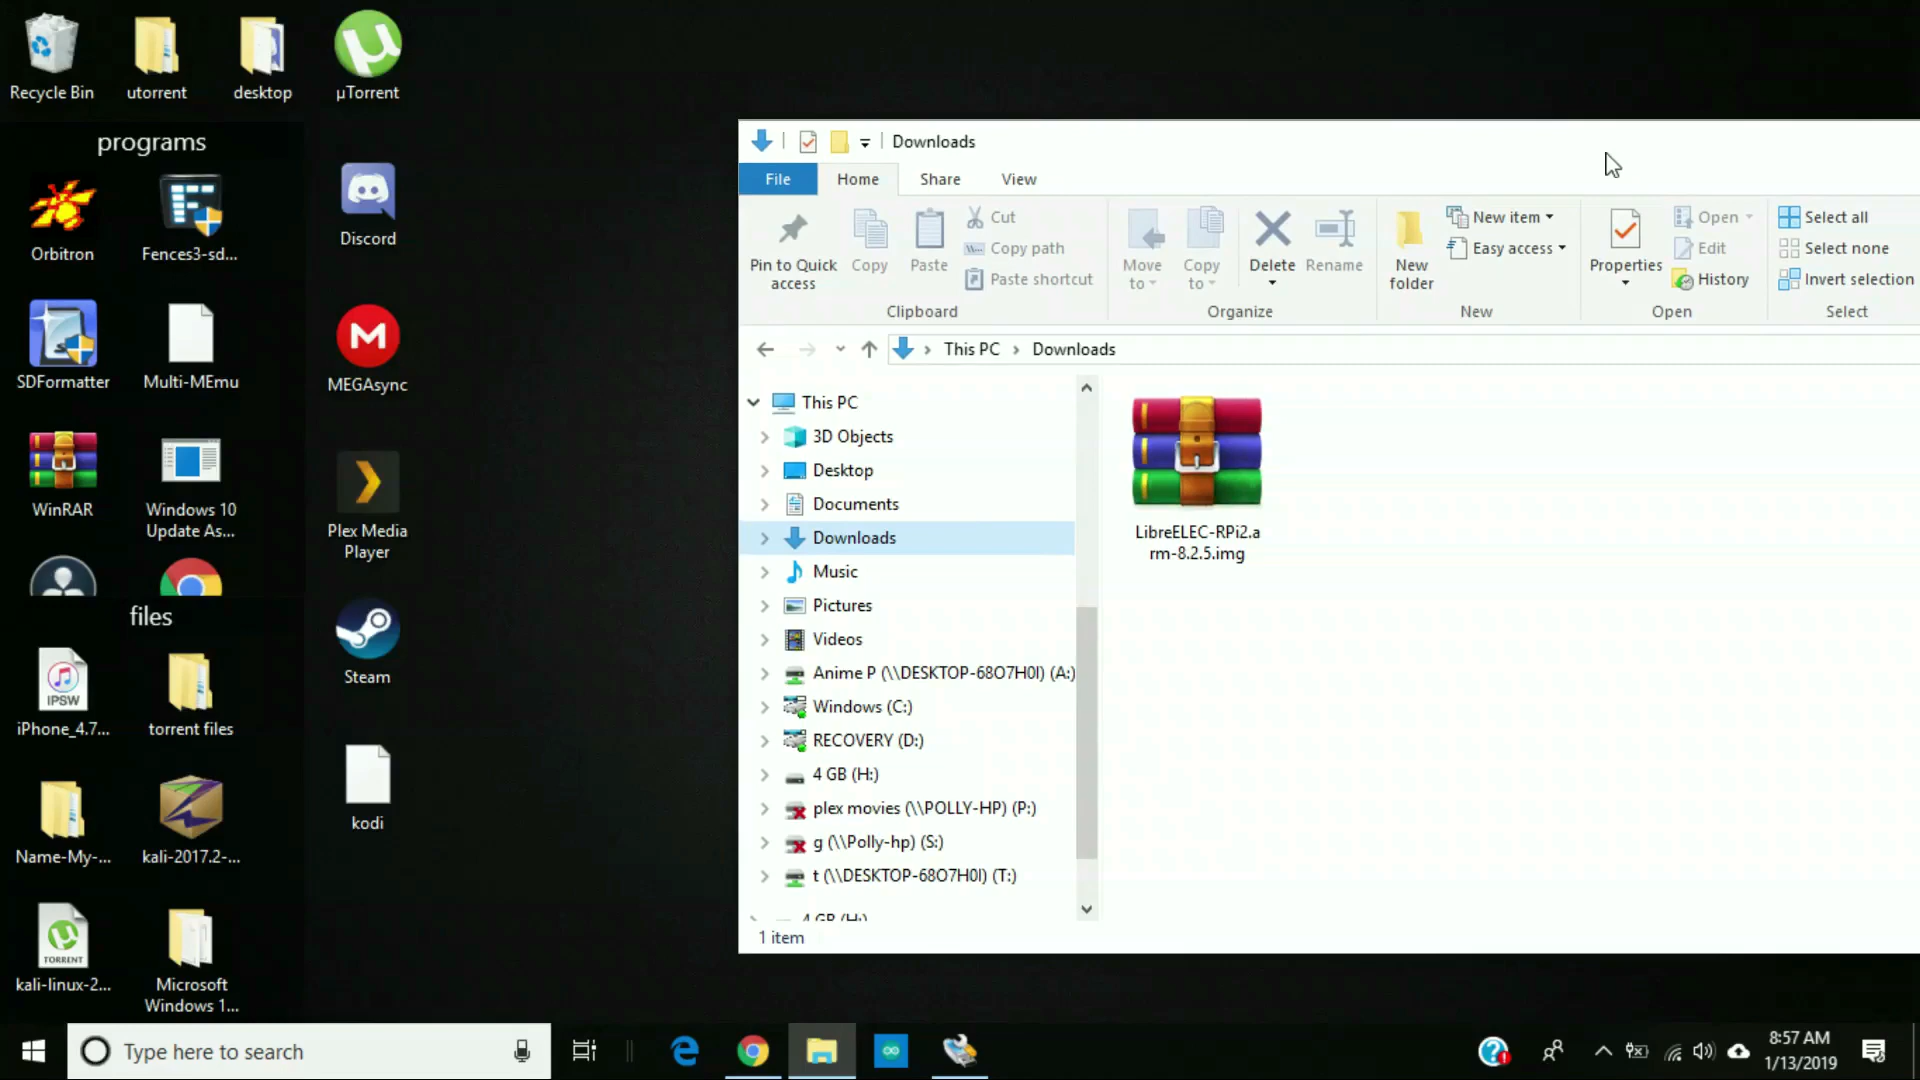 Recycle Bin
utorrent
desktop
µTorrent
programs
Orbitron
Fences3-sd...
Discord
SDFormatter
Multi-MEmu
MEGAsync
WinRAR
Windows 10
Update As...
Plex Media
Player
files
IPSW
iPhone_4.7...
torrent files
Steam
Name-My-...
kali-2017.2-...
kodi
TORRENT
kali-linux-2...
Microsoft
Windows 1...
Downloads
File
Home
Share
View
Pin to Quick
access
Copy
Paste
Cut
Copy path
Paste shortcut
Clipboard
Move
to
Copy
to
Delete
Rename
Organize
New
folder
New item
Easy access
New
Properties
Open
Edit
History
Open
Select all
Select none
Invert selection
Select
This PC
Downloads
This PC
3D Objects
Desktop
Documents
Downloads
Music
Pictures
Videos
Anime P (\\DESKTOP-68O7H0I) (A:)
Windows (C:)
RECOVERY (D:)
4 GB (H:)
plex movies (\\POLLY-HP) (P:)
g (\\Polly-hp) (S:)
t (\\DESKTOP-68O7H0I) (T:)
4 GB (H:)
LibreELEC-RPi2.a
rm-8.2.5.img
1 item
Type here to search
8:57 AM
1/13/2019